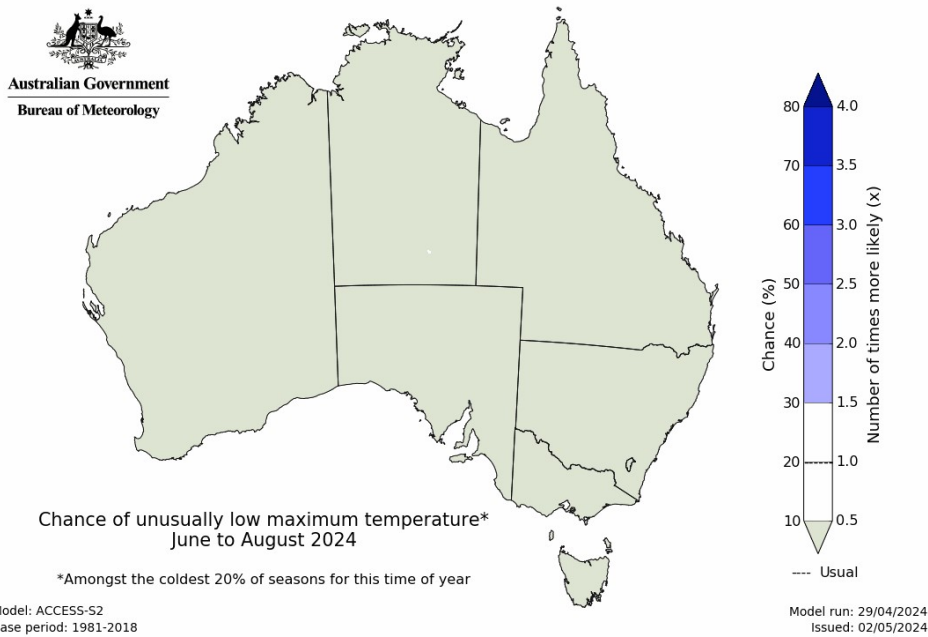 Australian Government
Bureau of Meteorology
80
4.0
70
3.5
60
3.0
50
2.5
40
2.0
30
1.5
20
1.0
10
0.5
Chance (%)
Number of times more likely (x)
---- Usual
Chance of unusually low maximum temperature*
June to August 2024
*Amongst the coldest 20% of seasons for this time of year
odel: ACCESS-S2
ase period: 1981-2018
Model run: 29/04/2024
Issued: 02/05/2024